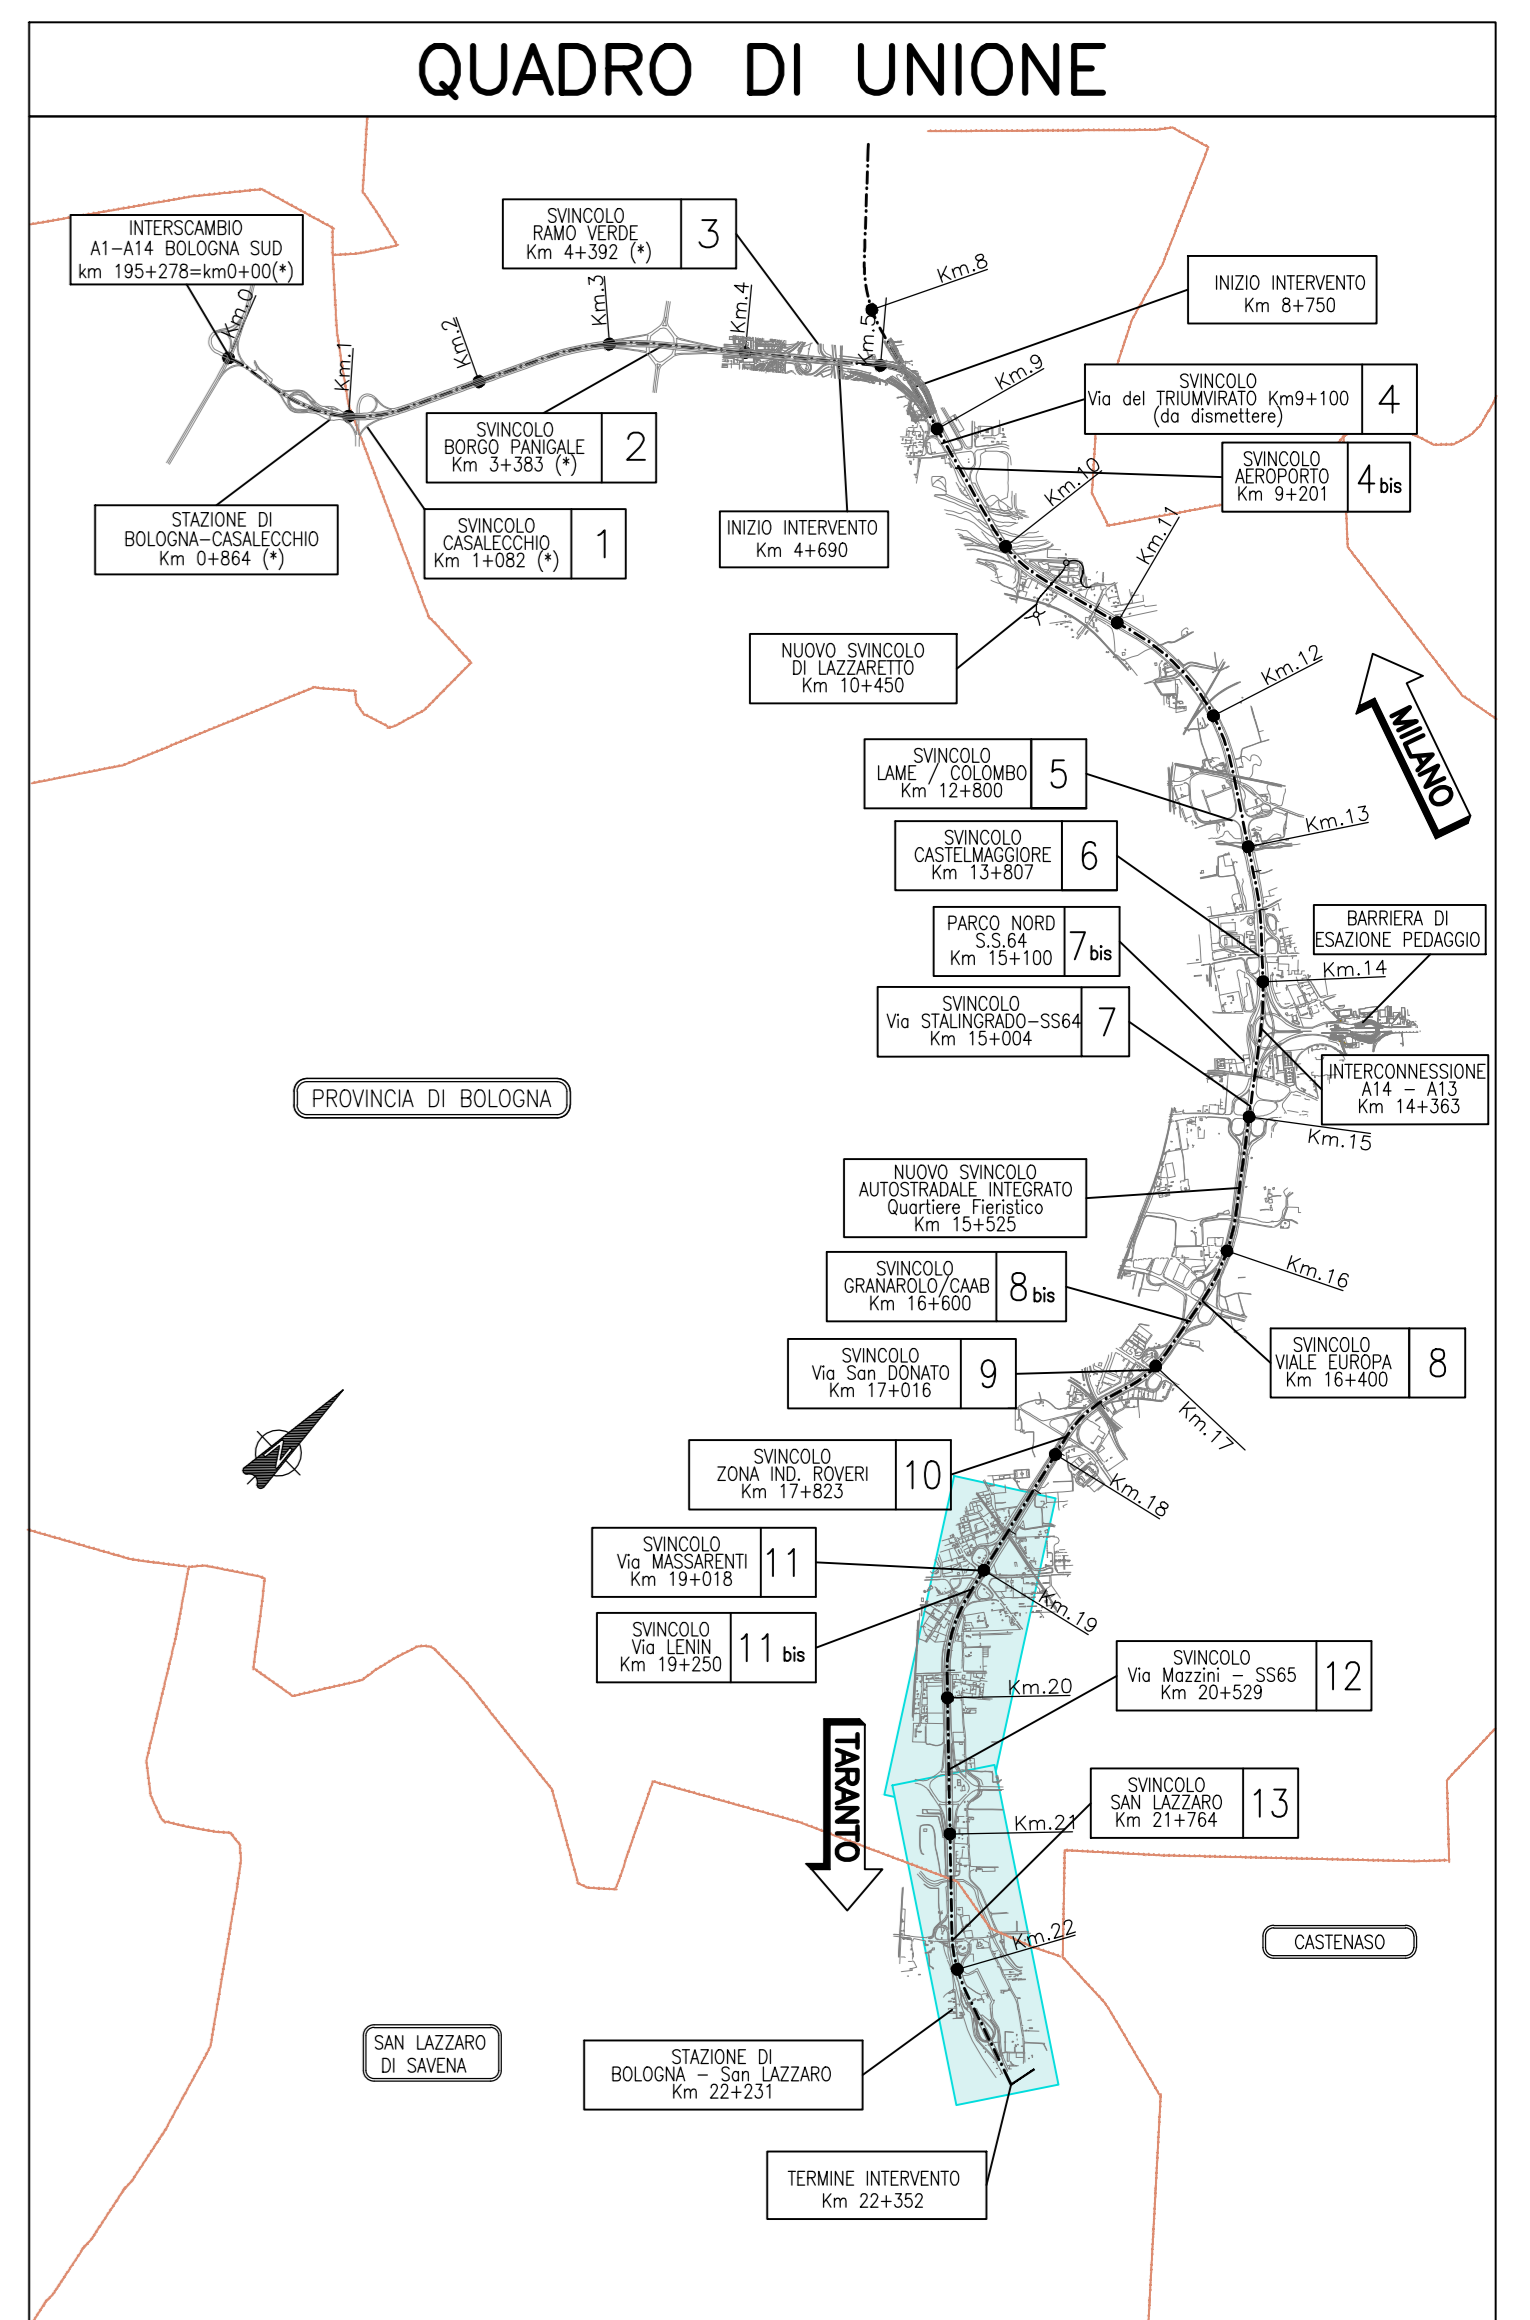 QUADRO DI UNIONE
INTERSCAMBIO
A1-A14 BOLOGNA SUD
km 195+278=km0+00(*)
SVINCOLO
RAMO VERDE
Km 4+392 (*)
3
INIZIO INTERVENTO
Km 8+750
Km.0
Km.1
Km.2
Km.3
Km.4
Km.5
Km.8
Km.9
SVINCOLO
Via del TRIUMVIRATO Km9+100
(da dismettere)
4
SVINCOLO
BORGO PANIGALE
Km 3+383 (*)
2
SVINCOLO
AEROPORTO
Km 9+201
4 bis
STAZIONE DI
BOLOGNA-CASALECCHIO
Km 0+864 (*)
SVINCOLO
CASALECCHIO
Km 1+082 (*)
1
INIZIO INTERVENTO
Km 4+690
Km.10
Km.11
NUOVO SVINCOLO
DI LAZZARETTO
Km 10+450
Km.12
MILANO
SVINCOLO
LAME / COLOMBO
Km 12+800
5
Km.13
SVINCOLO
CASTELMAGGIORE
Km 13+807
6
PARCO NORD
S.S.64
Km 15+100
7 bis
BARRIERA DI
ESAZIONE PEDAGGIO
Km.14
SVINCOLO
Via STALINGRADO-SS64
Km 15+004
7
INTERCONNESSIONE
A14 - A13
Km 14+363
PROVINCIA DI BOLOGNA
Km.15
NUOVO SVINCOLO
AUTOSTRADALE INTEGRATO
Quartiere Fieristico
Km 15+525
Km.16
SVINCOLO
GRANAROLO/CAAB
Km 16+600
8 bis
SVINCOLO
VIALE EUROPA
Km 16+400
8
SVINCOLO
Via San DONATO
Km 17+016
9
Km.17
N
SVINCOLO
ZONA IND. ROVERI
Km 17+823
10
Km.18
SVINCOLO
Via MASSARENTI
Km 19+018
11
Km.19
SVINCOLO
Via LENIN
Km 19+250
11 bis
Km.20
SVINCOLO
Via Mazzini - SS65
Km 20+529
12
TARANTO
SVINCOLO
SAN LAZZARO
Km 21+764
13
Km.21
Km.22
CASTENASO
SAN LAZZARO
DI SAVENA
STAZIONE DI
BOLOGNA - San LAZZARO
Km 22+231
TERMINE INTERVENTO
Km 22+352